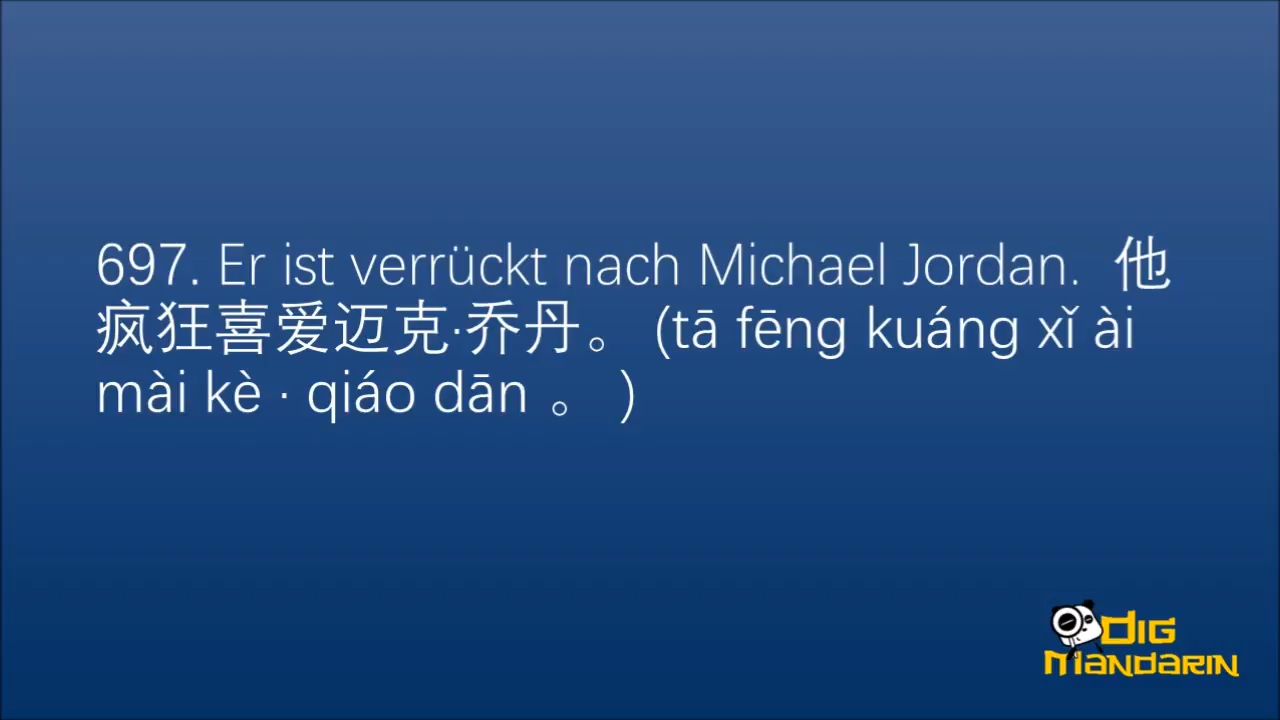 697. Er ist verrückt nach Michael Jordan. 他
疯狂喜爱迈克·乔丹。 (tā fēng kuáng xǐ ài
mài kè · qiáo dān 。 )
DIG
MANDARIN